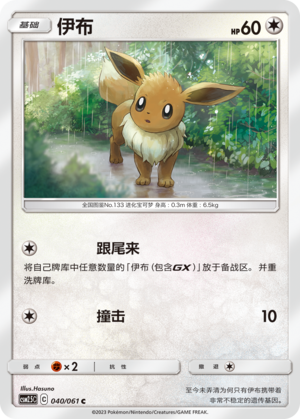 基础 伊布 HP60
全国图鉴No.133 进化宝可梦 身高：0.3m 体重：6.5kg
跟尾来
将自己牌库中任意数量的「伊布（包含GX）」放于备战区。并重
洗牌库。
撞击 10
弱点 ×2 抗性 撤退
Illus.Hasuno
CSM1.5C C 040/061 C
至今未弄清为何只有伊布携带着
非常不稳定的遗传基因。
©2023 Pokémon/Nintendo/Creatures/GAME FREAK.